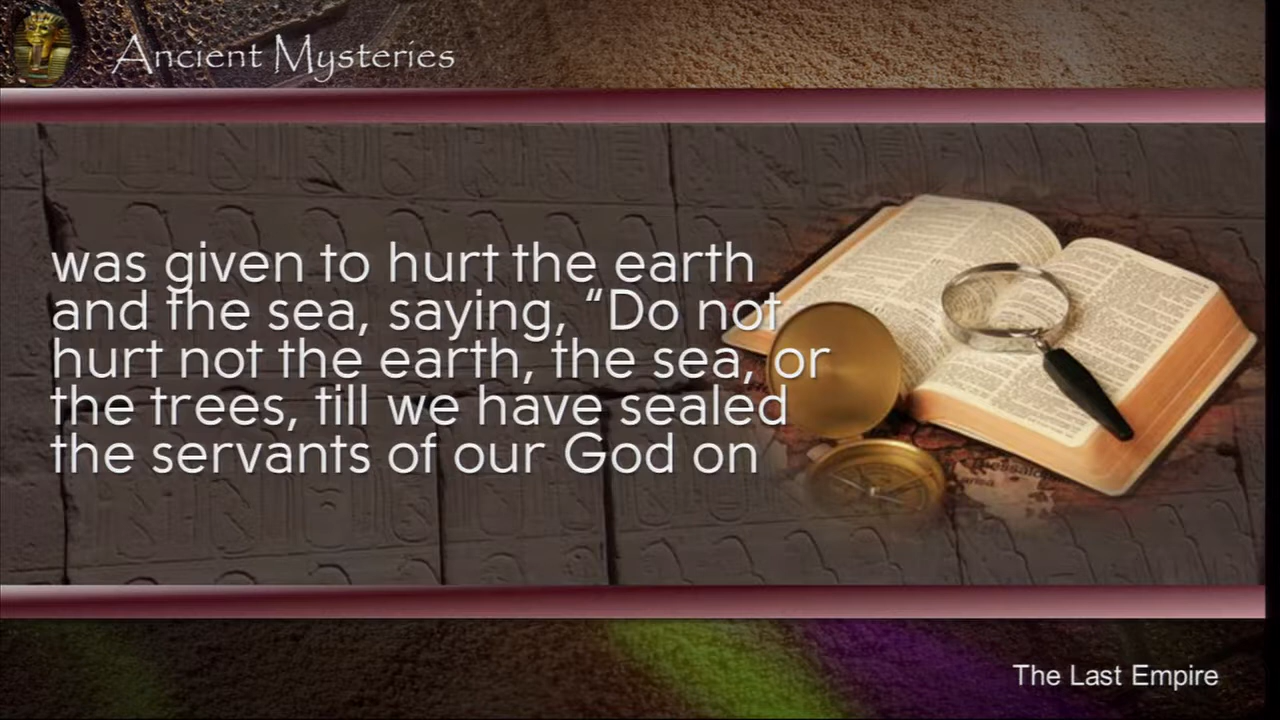 Ancient Mysteries
was given to hurt the earth
and the sea, saying, “Do not
hurt not the earth, the sea, or
the trees, till we have sealed
the servants of our God on
The Last Empire